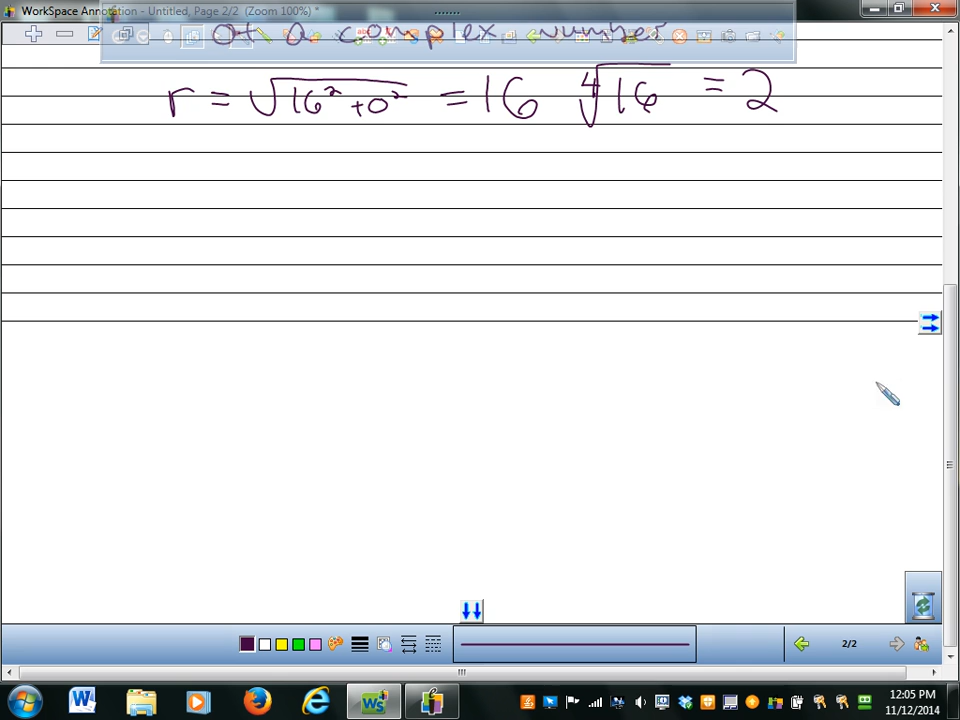 WorkSpace Annotation - Untitled, Page 2/2 (Zoom 100%) *
of a complex number
r = √16² + 0² = 16 ∜16 = 2
2/2
12:05 PM
11/12/2014